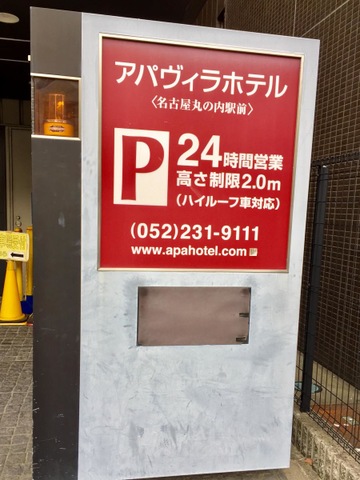 アパヴィラホテル
〈名古屋丸の内駅前〉
P
24時間営業
高さ制限2.0m
(ハイルーフ車対応)
(052)231-9111
www.apahotel.com